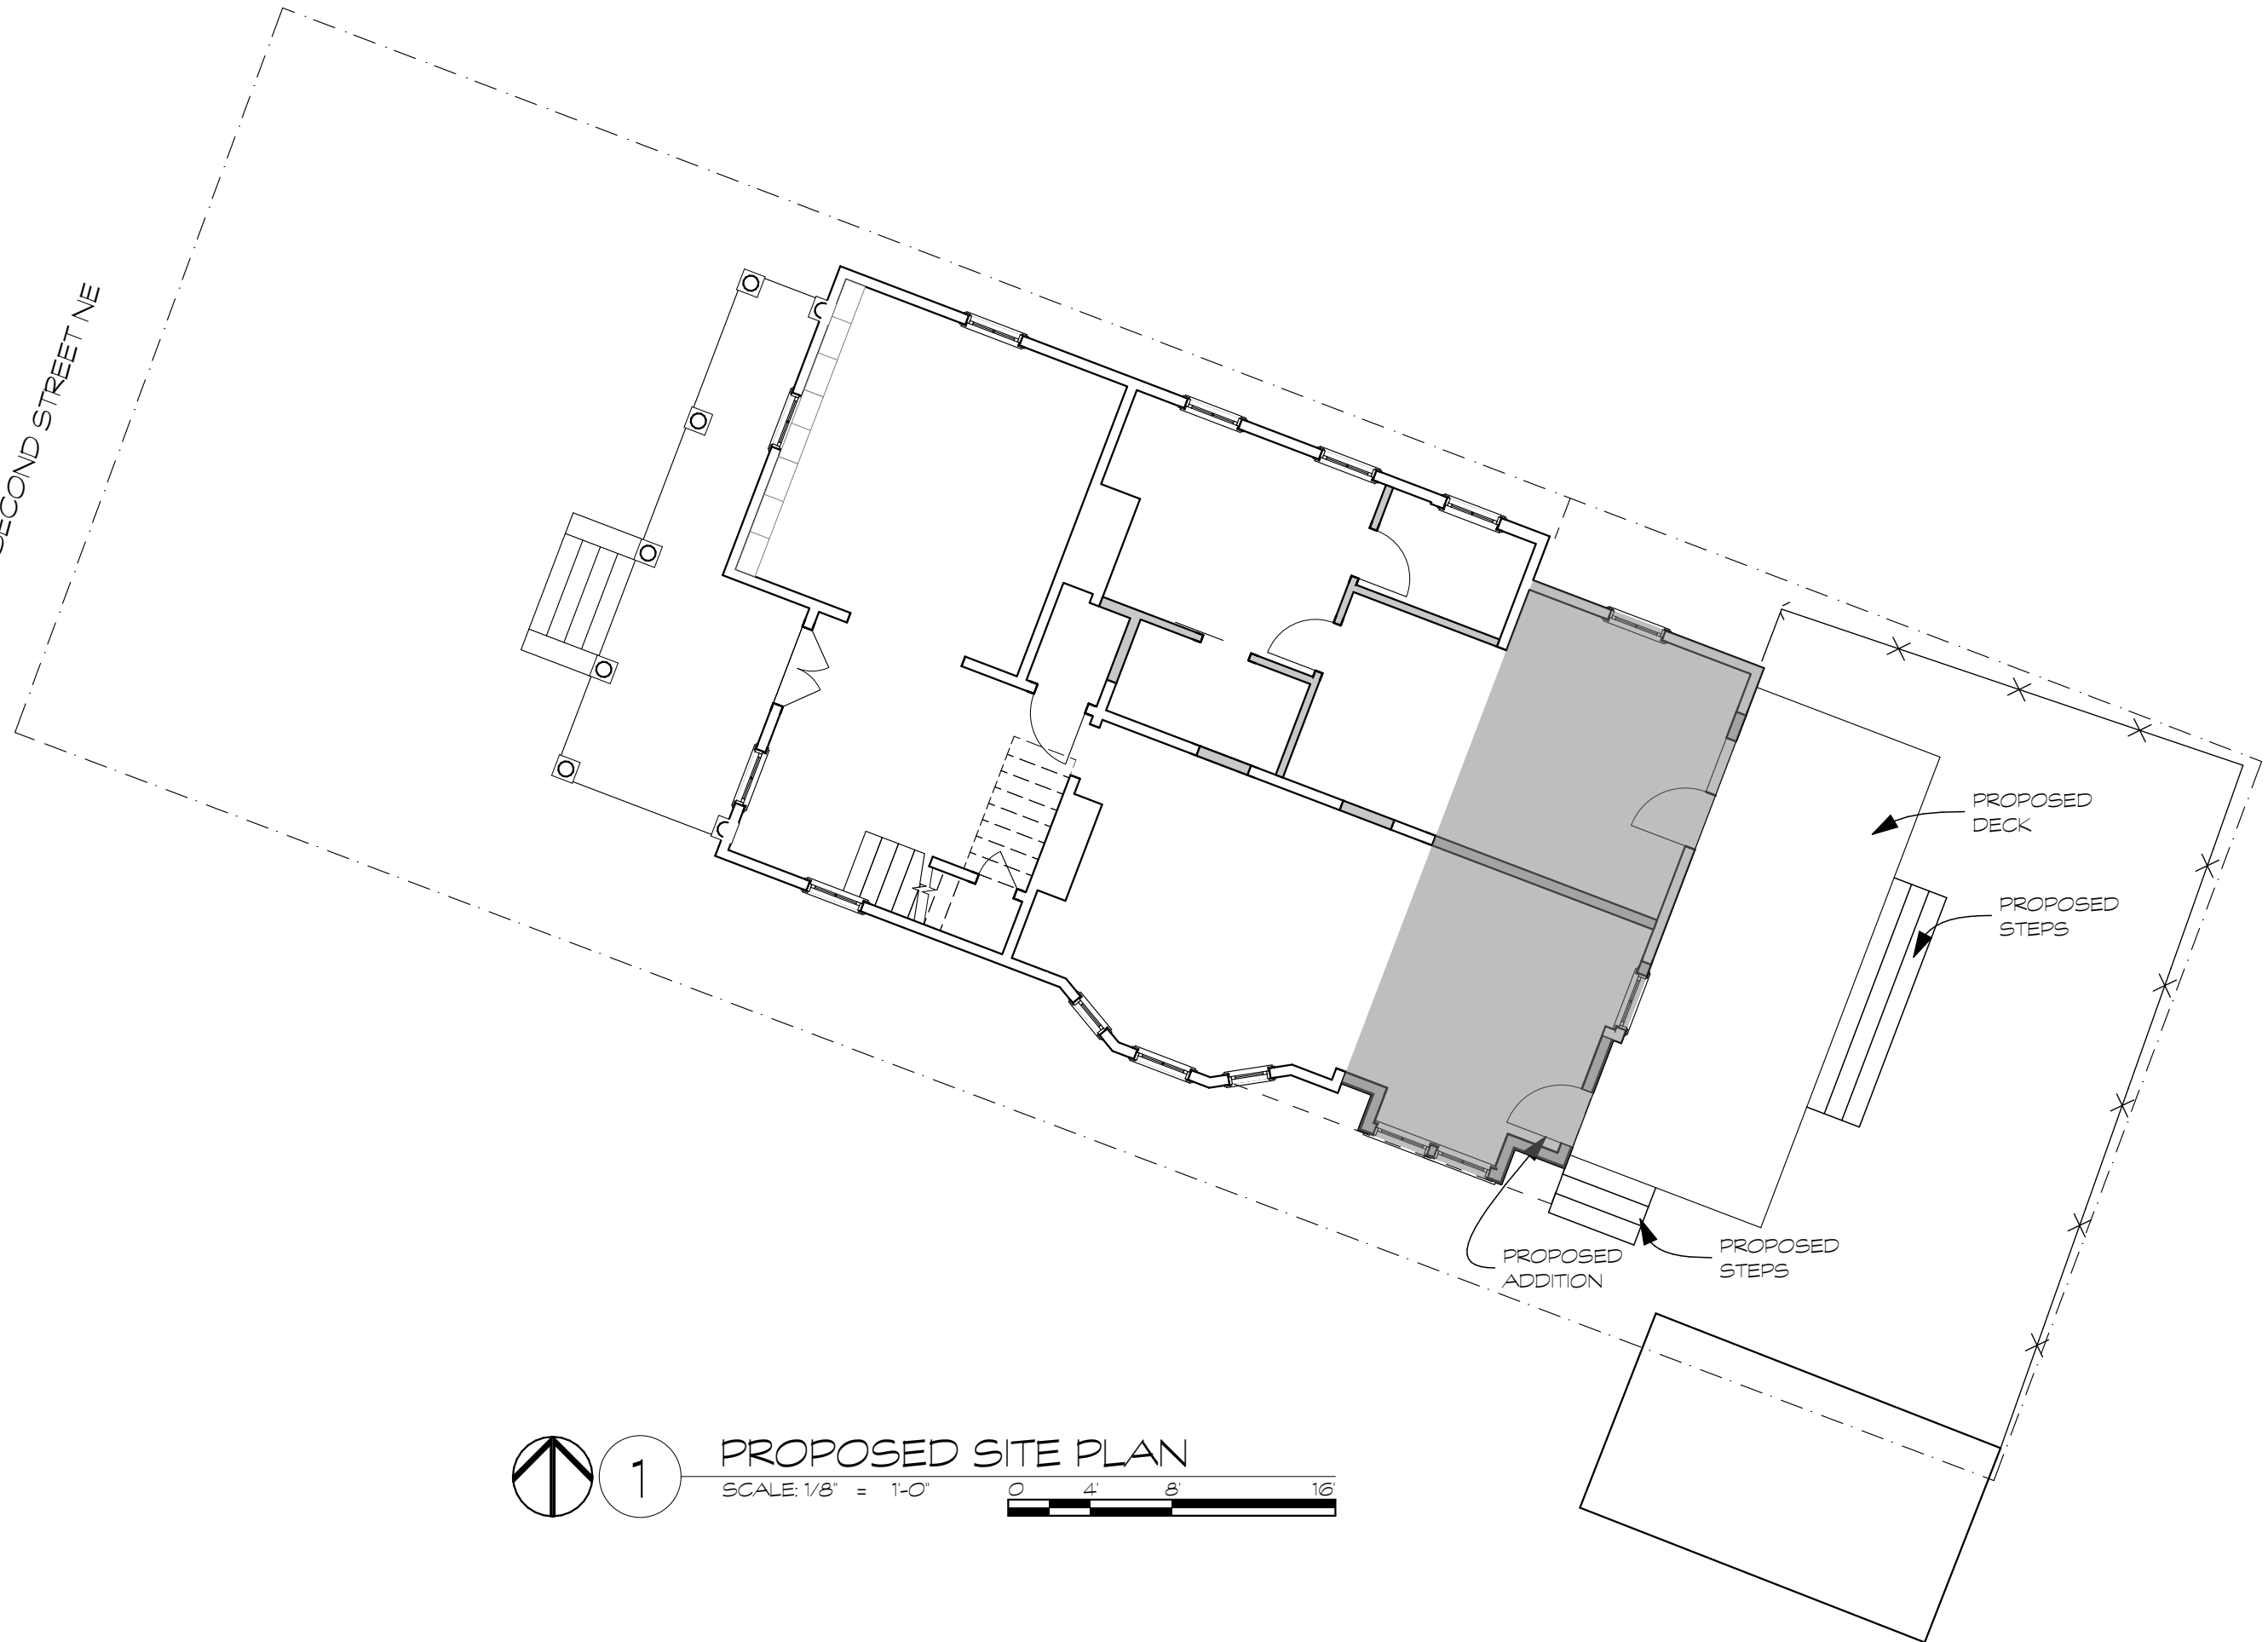 SECOND STREET NE
PROPOSED
DECK
PROPOSED
STEPS
PROPOSED
STEPS
PROPOSED
ADDITION
1
PROPOSED SITE PLAN
SCALE: 1/8" = 1'-0"
0 4' 8' 16'